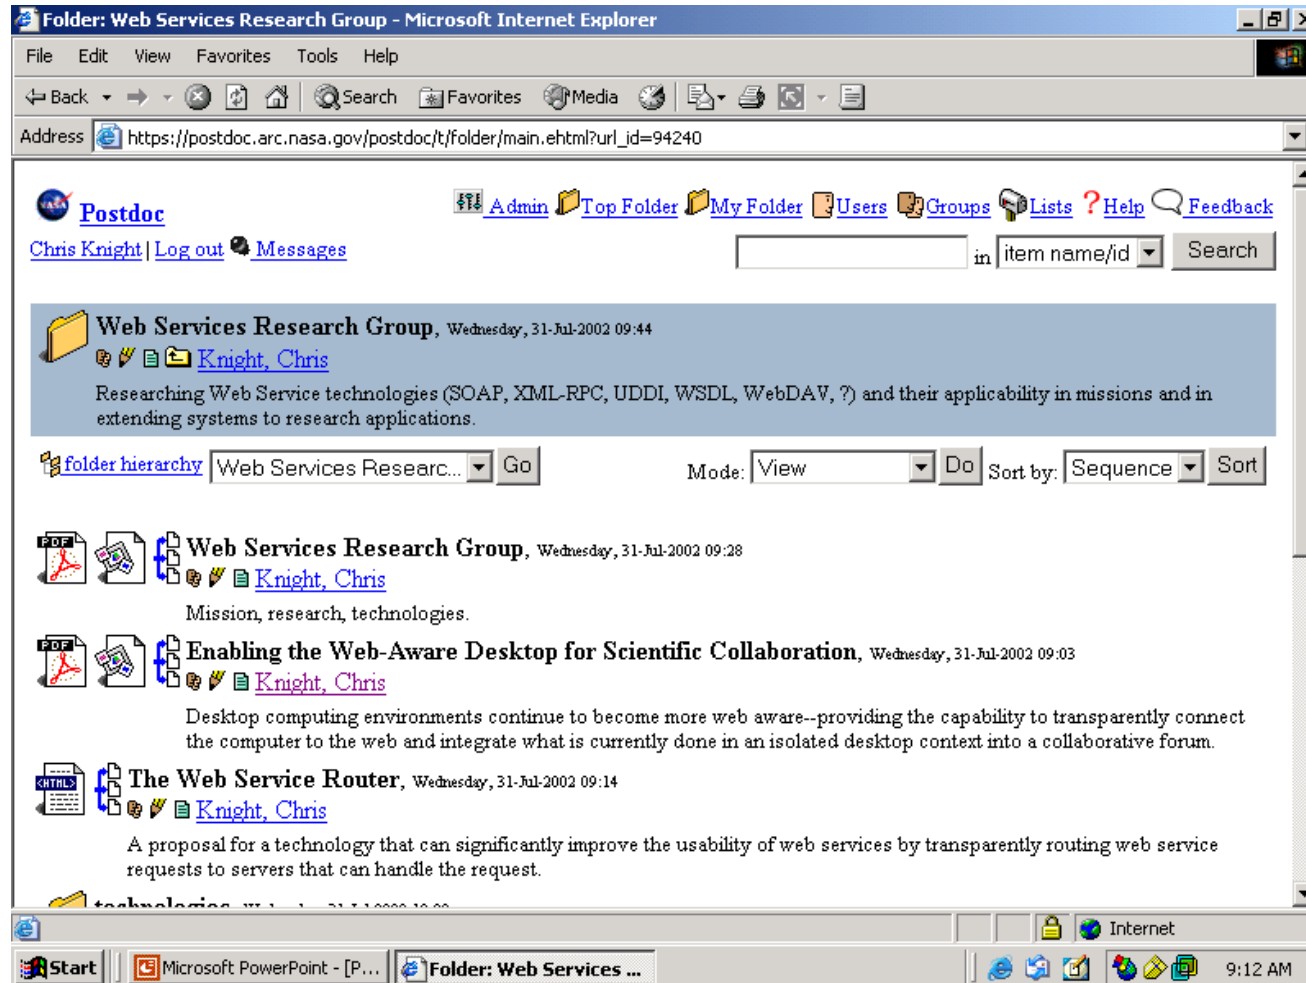 Folder: Web Services Research Group - Microsoft Internet Explorer
File Edit View Favorites Tools Help
Back Search Favorites Media
Address https://postdoc.arc.nasa.gov/postdoc/t/folder/main.ehtml?url_id=94240
Postdoc Admin Top Folder My Folder Users Groups Lists ? Help Feedback
Chris Knight | Log out Messages in item name/id Search
Web Services Research Group, Wednesday, 31-Jul-2002 09:44
Knight, Chris
Researching Web Service technologies (SOAP, XML-RPC, UDDI, WSDL, WebDAV, ?) and their applicability in missions and in
extending systems to research applications.
folder hierarchy Web Services Researc... Go Mode: View Do Sort by: Sequence Sort
PDF Web Services Research Group, Wednesday, 31-Jul-2002 09:28
Knight, Chris
Mission, research, technologies.
PDF Enabling the Web-Aware Desktop for Scientific Collaboration, Wednesday, 31-Jul-2002 09:03
Knight, Chris
Desktop computing environments continue to become more web aware--providing the capability to transparently connect
the computer to the web and integrate what is currently done in an isolated desktop context into a collaborative forum.
<HTML> The Web Service Router, Wednesday, 31-Jul-2002 09:14
Knight, Chris
A proposal for a technology that can significantly improve the usability of web services by transparently routing web service
requests to servers that can handle the request.
technologies
Internet
Start Microsoft PowerPoint - [P... Folder: Web Services ... 9:12 AM